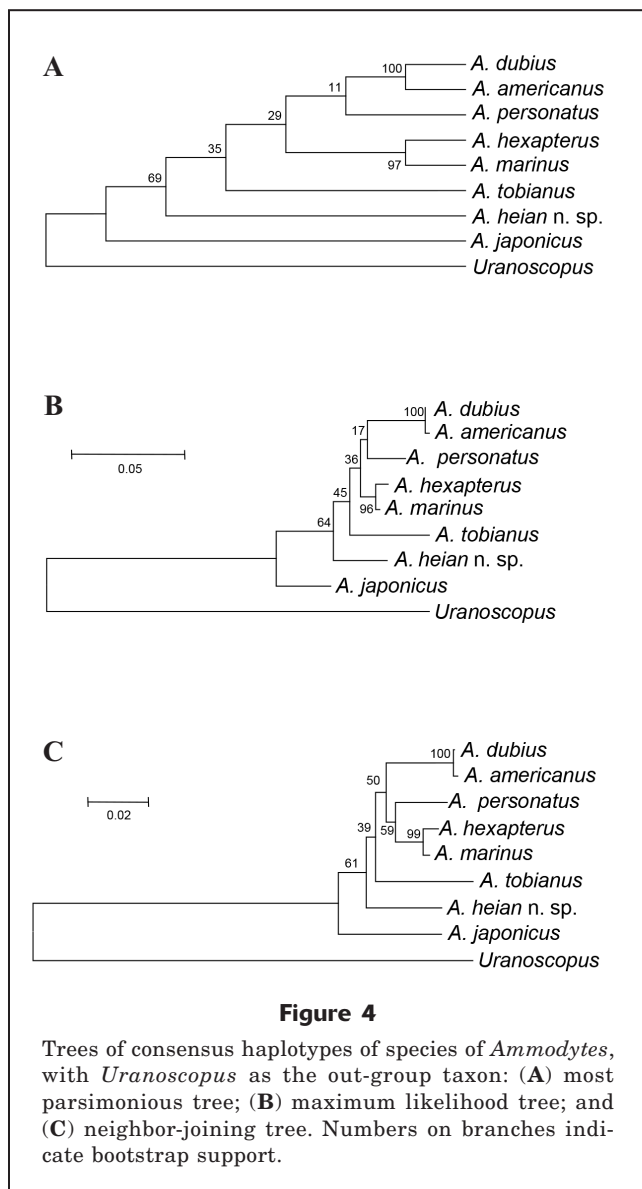 A
100
A. dubius
A. americanus
11
A. personatus
29
A. hexapterus
97
A. marinus
35
A. tobianus
69
A. heian n. sp.
A. japonicus
Uranoscopus
B
0.05
100
A. dubius
A. americanus
17
A. personatus
36
A. hexapterus
96
A. marinus
45
A. tobianus
64
A. heian n. sp.
A. japonicus
Uranoscopus
C
0.02
100
A. dubius
A. americanus
50
A. personatus
59
A. hexapterus
99
A. marinus
39
A. tobianus
61
A. heian n. sp.
A. japonicus
Uranoscopus
Figure 4
Trees of consensus haplotypes of species of Ammodytes,
with Uranoscopus as the out-group taxon: (A) most
parsimonious tree; (B) maximum likelihood tree; and
(C) neighbor-joining tree. Numbers on branches indi-
cate bootstrap support.